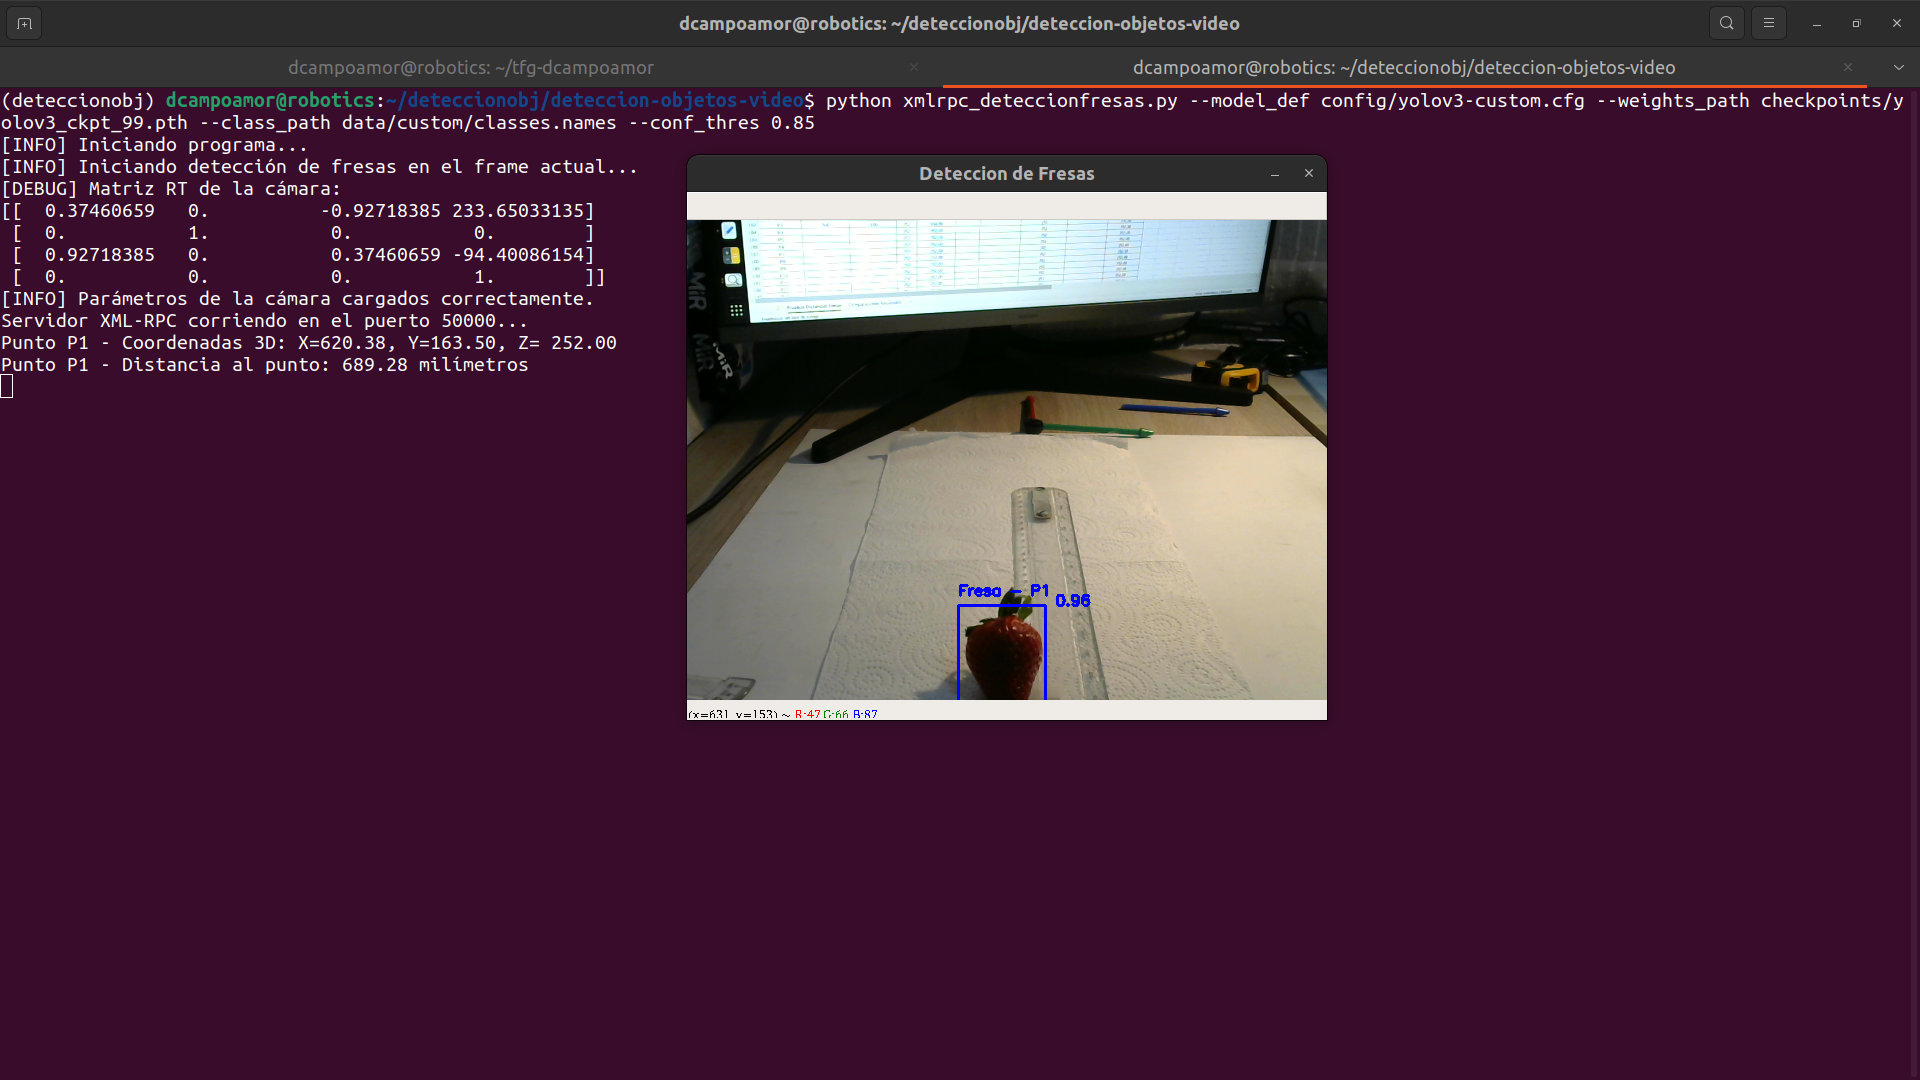 dcampoamor@robotics: ~/deteccionobj/deteccion-objetos-video
dcampoamor@robotics: ~/tfg-dcampoamor
dcampoamor@robotics: ~/deteccionobj/deteccion-objetos-video
(deteccionobj) dcampoamor@robotics:~/deteccionobj/deteccion-objetos-video$ python xmlrpc_deteccionfresas.py --model_def config/yolov3-custom.cfg --weights_path checkpoints/y
olov3_ckpt_99.pth --class_path data/custom/classes.names --conf_thres 0.85
[INFO] Iniciando programa...
[INFO] Iniciando detección de fresas en el frame actual...
[DEBUG] Matriz RT de la cámara:
[[  0.37460659   0.          -0.92718385 233.65033135]
 [  0.           1.           0.           0.        ]
 [  0.92718385   0.           0.37460659 -94.40086154]
 [  0.           0.           0.           1.        ]]
[INFO] Parámetros de la cámara cargados correctamente.
Servidor XML-RPC corriendo en el puerto 50000...
Punto P1 - Coordenadas 3D: X=620.38, Y=163.50, Z= 252.00
Punto P1 - Distancia al punto: 689.28 milímetros
Deteccion de Fresas
MiR
MiR
MiR
Fresa - P1
0.96
(x=631, y=153) ~ R:47 G:66 B:87